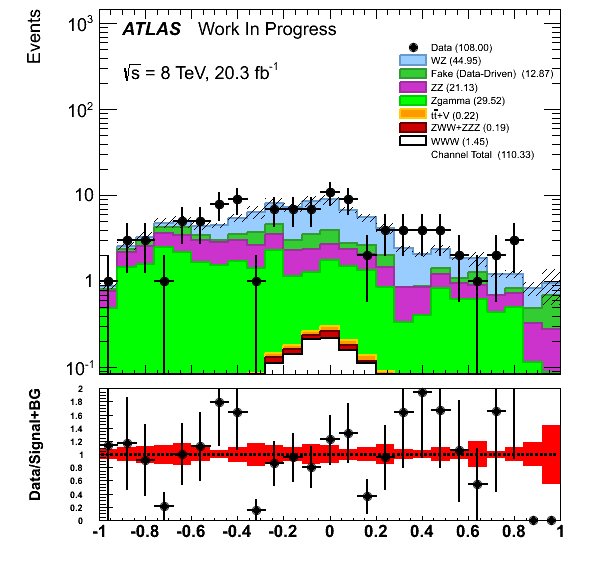 Events
10³
10²
10
1
10⁻¹
ATLAS Work In Progress
√s = 8 TeV, 20.3 fb⁻¹
Data (108.00)
WZ (44.95)
Fake (Data-Driven) (12.87)
ZZ (21.13)
Zgamma (29.52)
tt̄+V (0.22)
ZWW+ZZZ (0.19)
WWW (1.45)
Channel Total (110.33)
Data/Signal+BG
2
1.8
1.6
1.4
1.2
1
0.8
0.6
0.4
0.2
0
-1 -0.8 -0.6 -0.4 -0.2 0 0.2 0.4 0.6 0.8 1